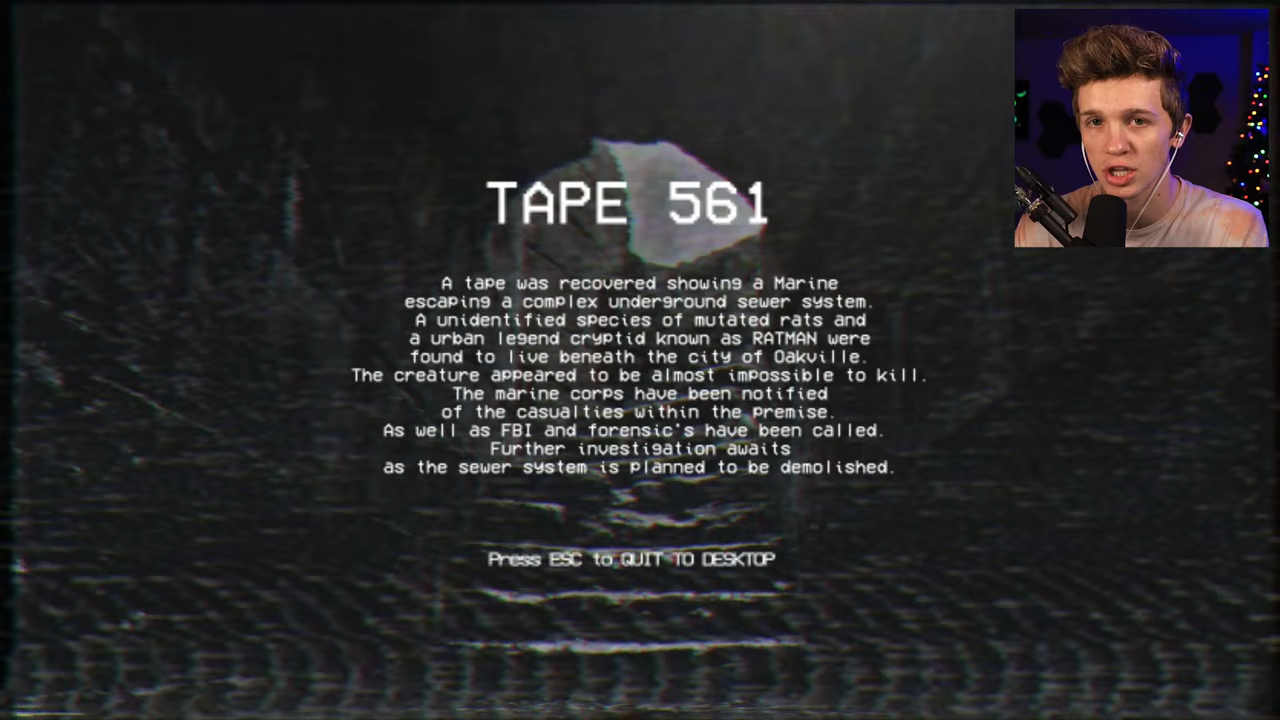 TAPE 561
A tape was recovered showing a Marine
escaping a complex underground sewer system.
A unidentified species of mutated rats and
a urban legend cryptid known as RATMAN were
found to live beneath the city of Oakville.
The creature appeared to be almost impossible to kill.
The marine corps have been notified
of the casualties within the premise.
As well as FBI and forensic's have been called.
Further investigation awaits
as the sewer system is planned to be demolished.
Press ESC to QUIT TO DESKTOP